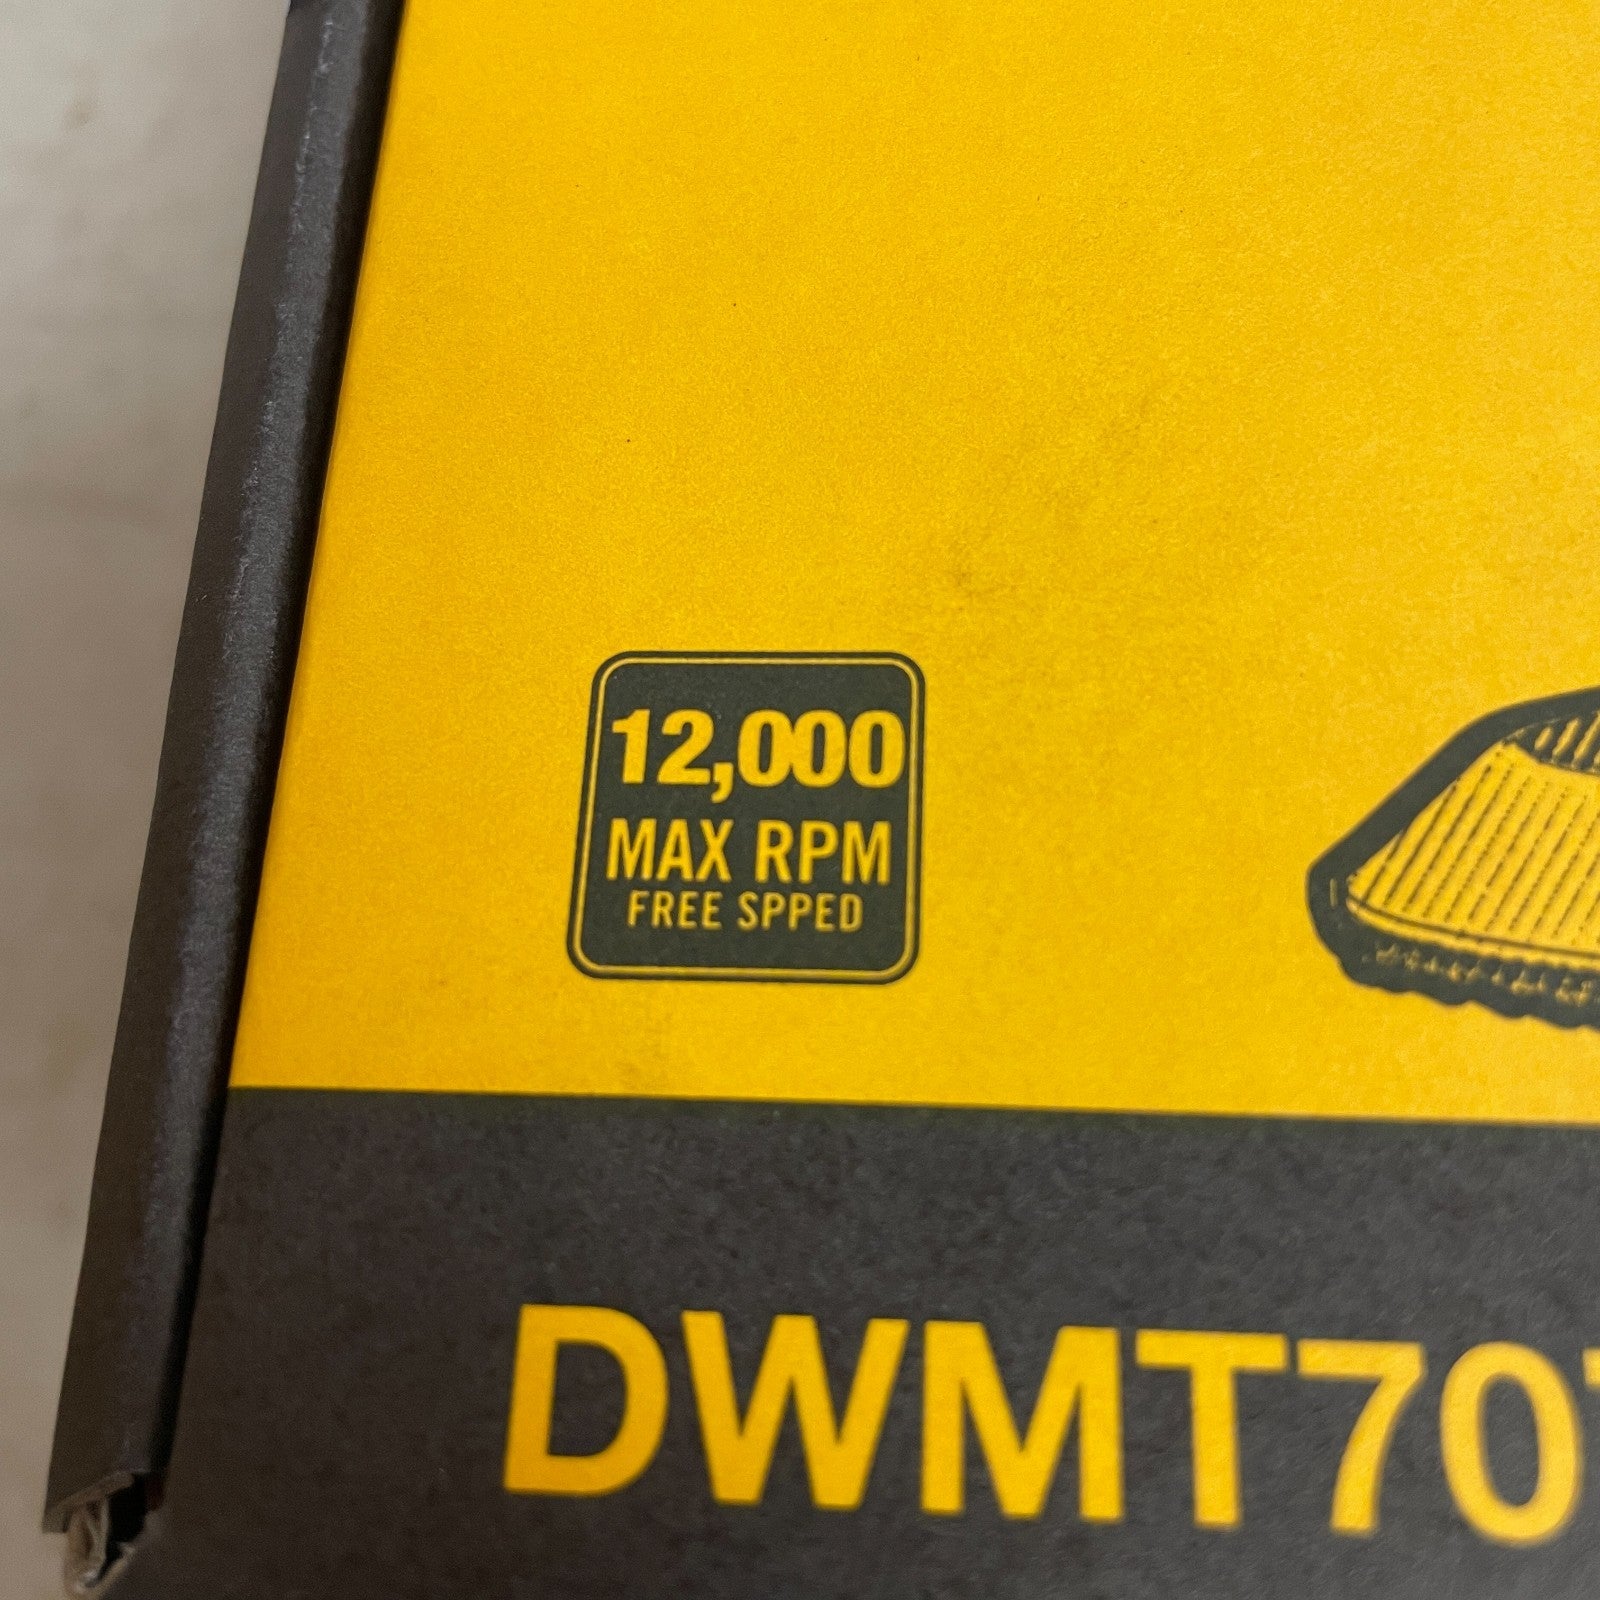 12,000
MAX RPM
FREE SPPED
DWMT70